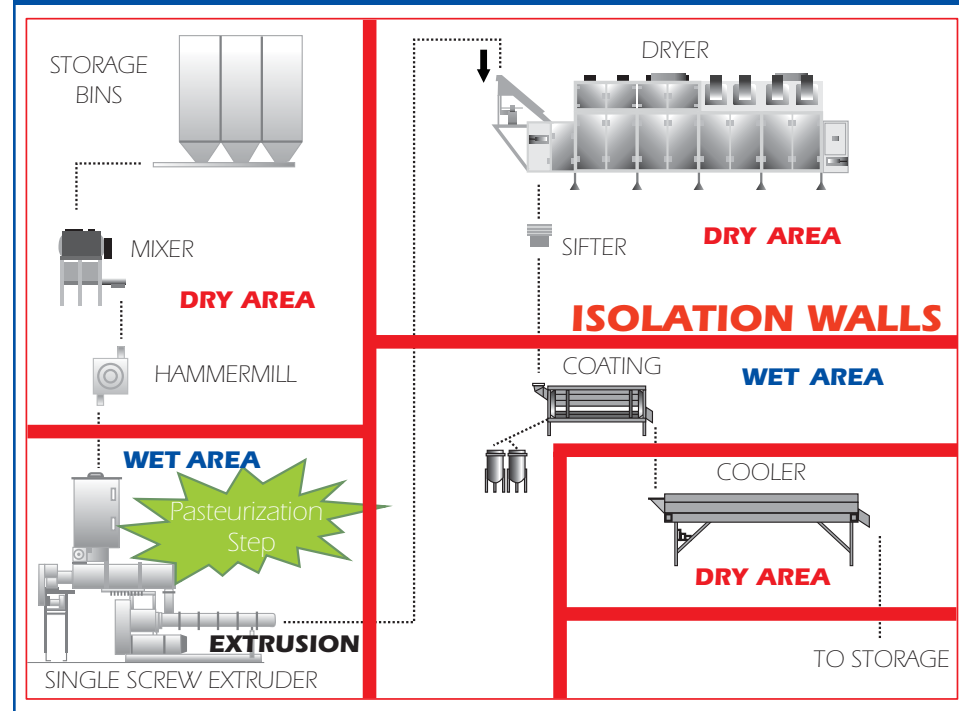 STORAGE
BINS
MIXER
DRY AREA
HAMMERMILL
WET AREA
Pasteurization
Step
EXTRUSION
SINGLE SCREW EXTRUDER
DRYER
SIFTER
DRY AREA
ISOLATION WALLS
COATING
WET AREA
COOLER
DRY AREA
TO STORAGE